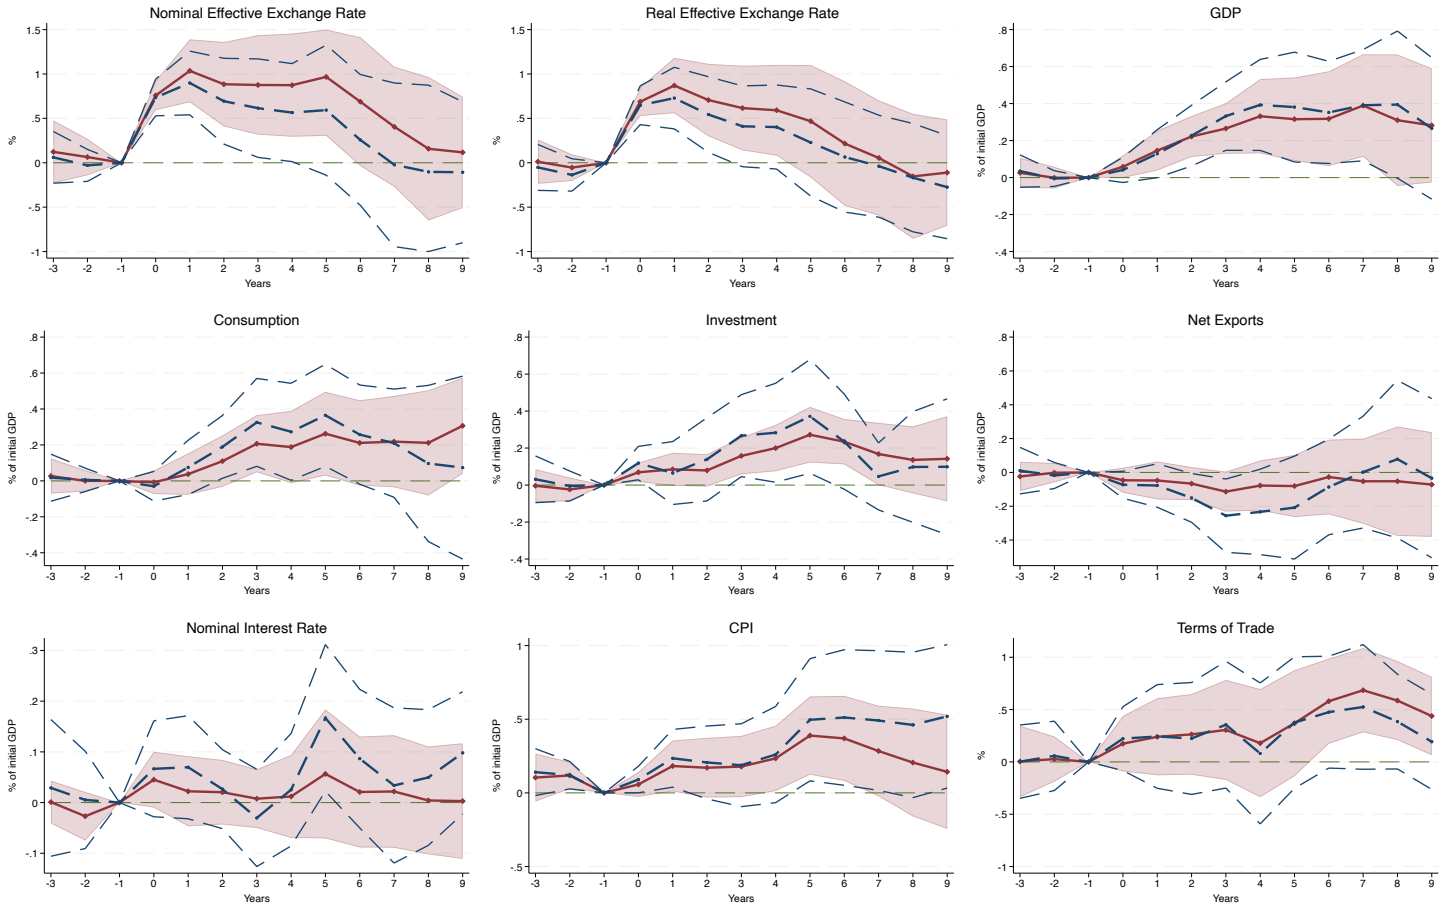 Nominal Effective Exchange Rate
%
1.5
1
.5
0
-.5
-1
-3 -2 -1 0 1 2 3 4 5 6 7 8 9
Years
Real Effective Exchange Rate
%
1.5
1
.5
0
-.5
-1
-3 -2 -1 0 1 2 3 4 5 6 7 8 9
Years
GDP
% of initial GDP
.8
.6
.4
.2
0
-.2
-.4
-3 -2 -1 0 1 2 3 4 5 6 7 8 9
Years
Consumption
% of initial GDP
.8
.6
.4
.2
0
-.2
-.4
-3 -2 -1 0 1 2 3 4 5 6 7 8 9
Years
Investment
% of initial GDP
.8
.6
.4
.2
0
-.2
-.4
-3 -2 -1 0 1 2 3 4 5 6 7 8 9
Years
Net Exports
% of initial GDP
.8
.6
.4
.2
0
-.2
-.4
-3 -2 -1 0 1 2 3 4 5 6 7 8 9
Years
Nominal Interest Rate
% of initial GDP
.3
.2
.1
0
-.1
-3 -2 -1 0 1 2 3 4 5 6 7 8 9
Years
CPI
% of initial GDP
1
.5
0
-.5
-3 -2 -1 0 1 2 3 4 5 6 7 8 9
Years
Terms of Trade
%
1
.5
0
-.5
-1
-3 -2 -1 0 1 2 3 4 5 6 7 8 9
Years